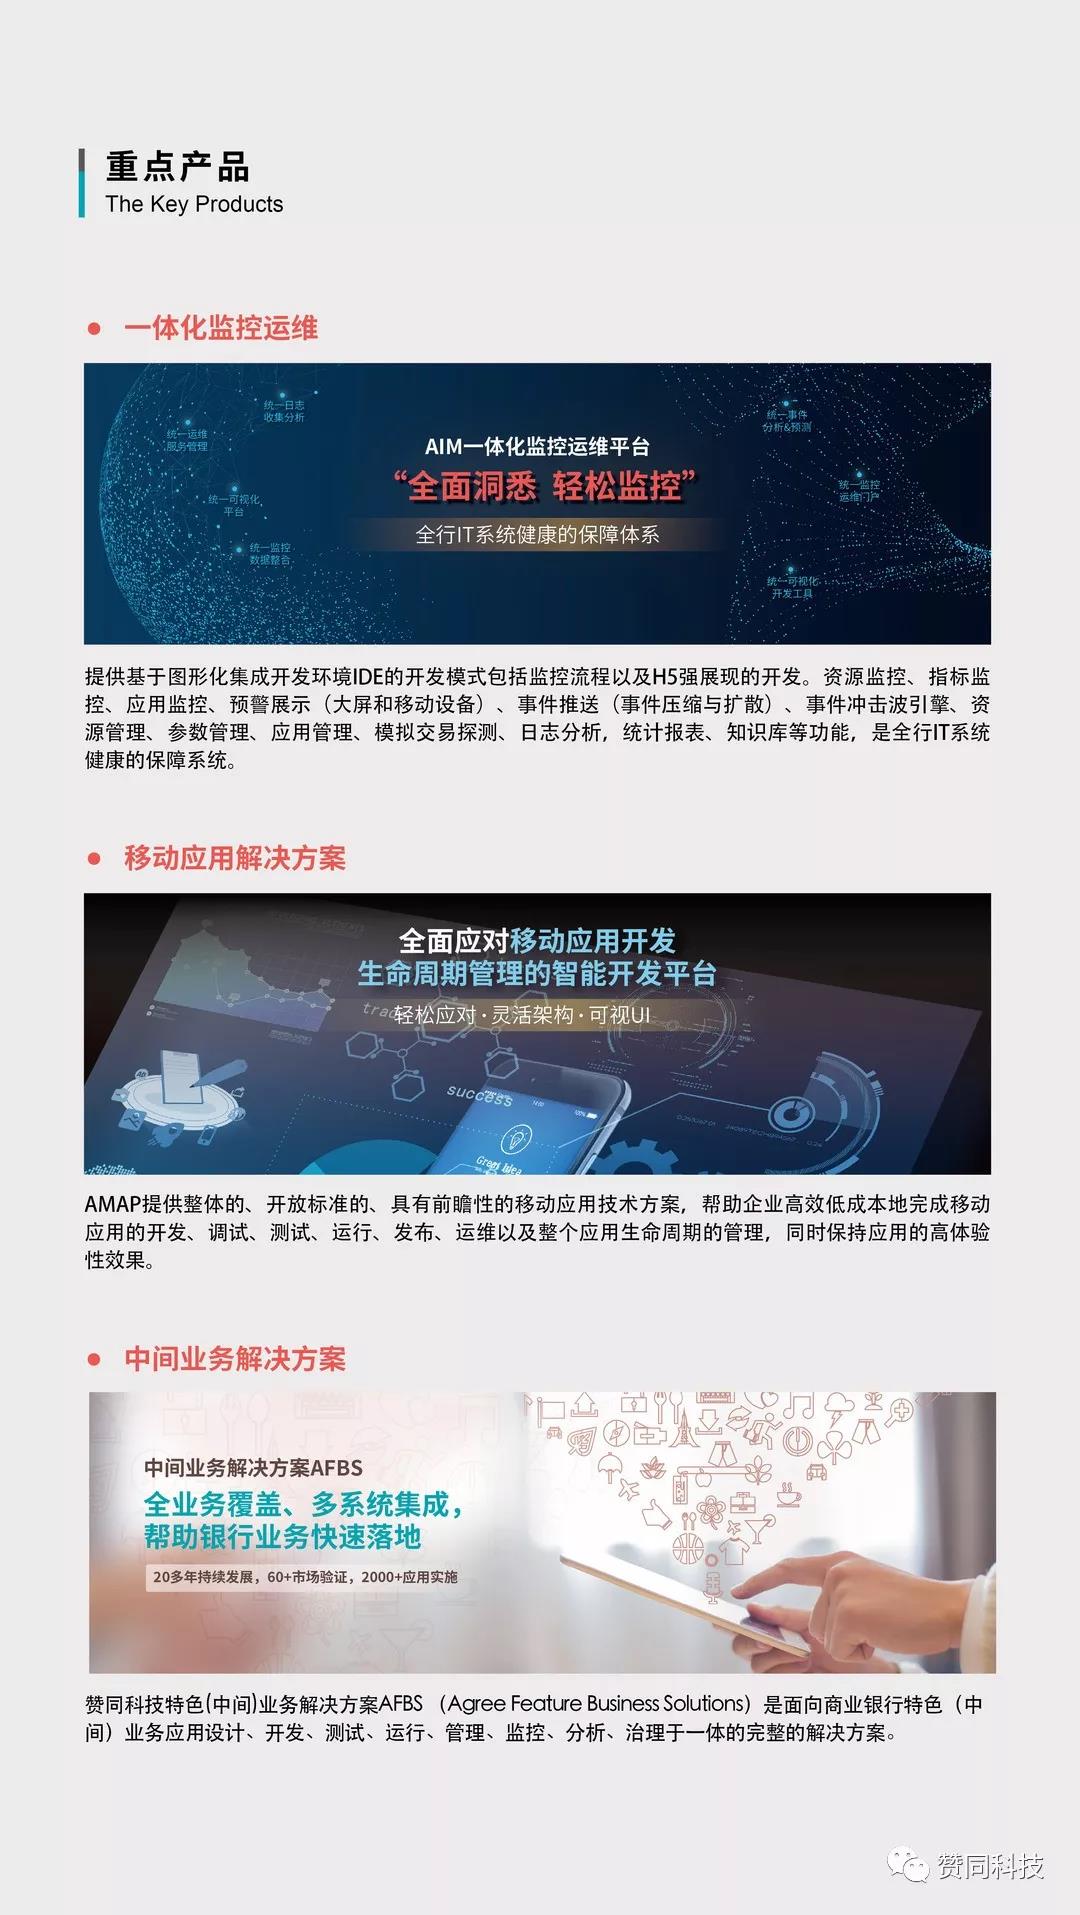 重点产品
The Key Products
一体化监控运维
统一日志
收集分析
统一运维
服务管理
统一可视化
平台
统一监控
数据整合
AIM一体化监控运维平台
“全面洞悉 轻松监控”
全行IT系统健康的保障体系
统一事件
分析&预测
统一监控
运维门户
统一可视化
开发工具
提供基于图形化集成开发环境IDE的开发模式包括监控流程以及H5强展现的开发。资源监控、指标监
控、应用监控、预警展示（大屏和移动设备）、事件推送（事件压缩与扩散）、事件冲击波引擎、资
源管理、参数管理、应用管理、模拟交易探测、日志分析，统计报表、知识库等功能，是全行IT系统
健康的保障系统。
移动应用解决方案
全面应对移动应用开发
生命周期管理的智能开发平台
轻松应对·灵活架构·可视UI
success
14:00
100%
Great Idea
AMAP提供整体的、开放标准的、具有前瞻性的移动应用技术方案，帮助企业高效低成本地完成移动
应用的开发、调试、测试、运行、发布、运维以及整个应用生命周期的管理，同时保持应用的高体验
性效果。
中间业务解决方案
中间业务解决方案AFBS
全业务覆盖、多系统集成，
帮助银行业务快速落地
20多年持续发展，60+市场验证，2000+应用实施
赞同科技特色(中间)业务解决方案AFBS （Agree Feature Business Solutions）是面向商业银行特色（中
间）业务应用设计、开发、测试、运行、管理、监控、分析、治理于一体的完整的解决方案。
赞同科技